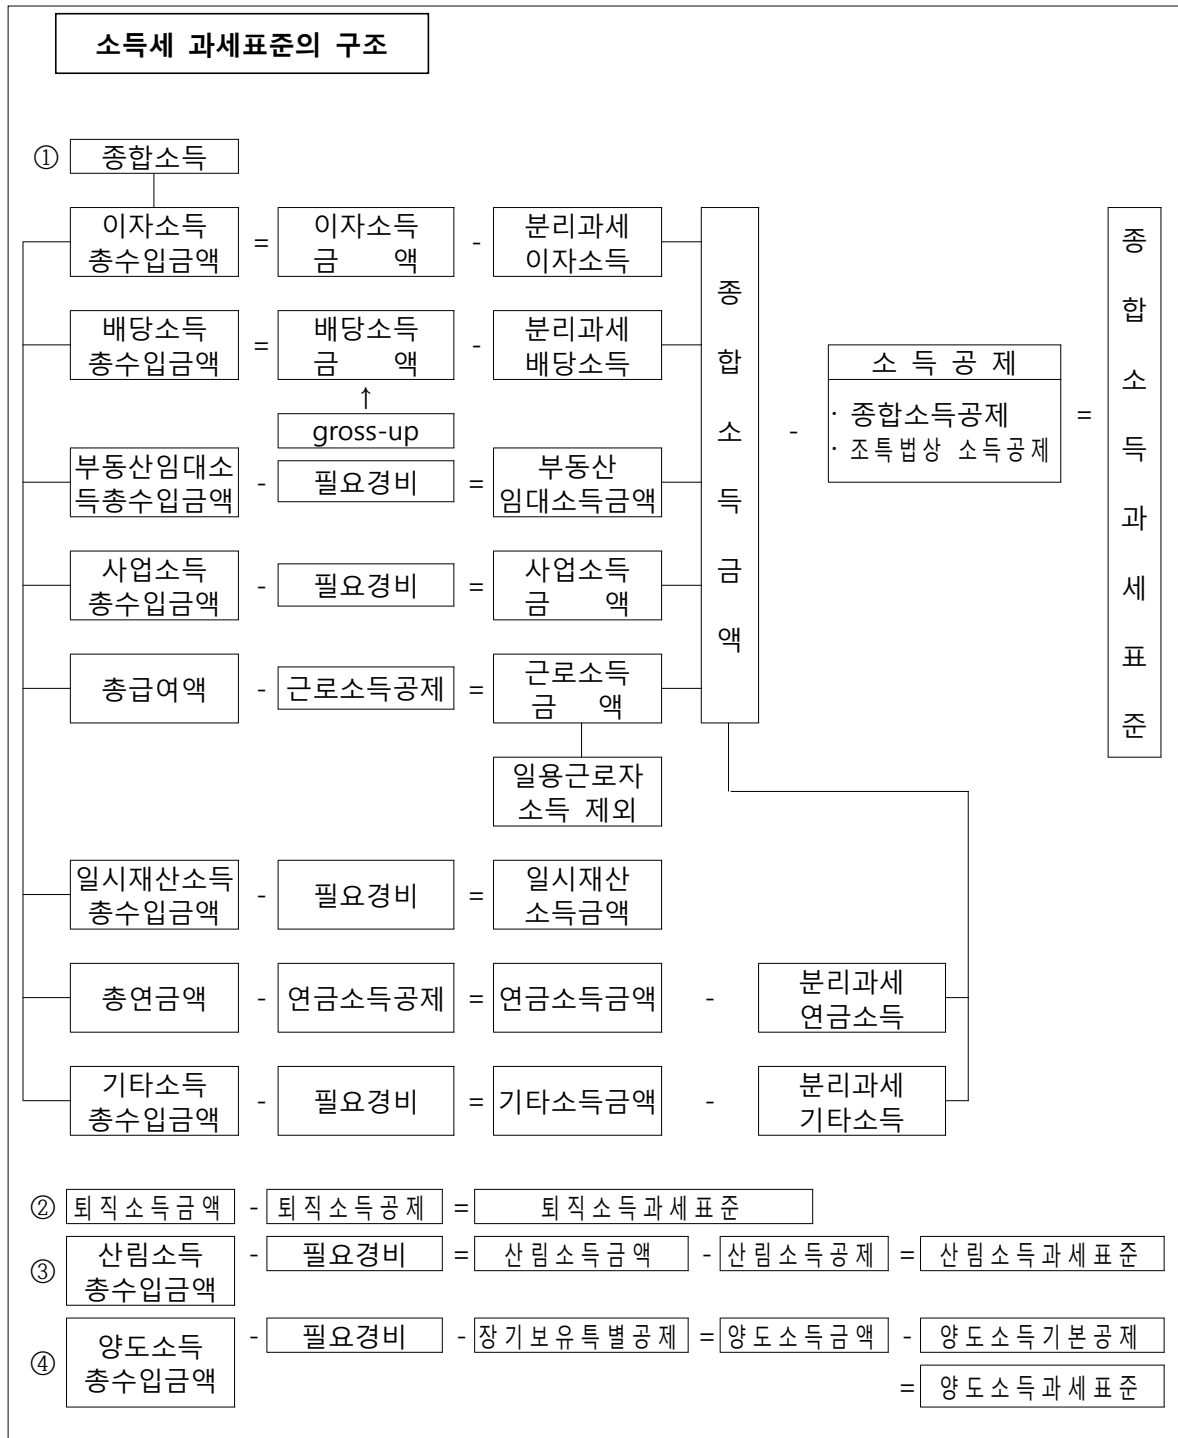 소득세 과세표준의 구조
① 종합소득
이자소득 총수입금액 = 이자소득 금 액 - 분리과세 이자소득
배당소득 총수입금액 = 배당소득 금 액 - 분리과세 배당소득
↑
gross-up
부동산임대소득총수입금액 - 필요경비 = 부동산 임대소득금액
사업소득 총수입금액 - 필요경비 = 사업소득 금 액
총급여액 - 근로소득공제 = 근로소득 금 액
일용근로자 소득 제외
종합소득금액
-
소 득 공 제
· 종합소득공제
· 조특법상 소득공제
=
종합소득과세표준
일시재산소득 총수입금액 - 필요경비 = 일시재산 소득금액
총연금액 - 연금소득공제 = 연금소득금액 - 분리과세 연금소득
기타소득 총수입금액 - 필요경비 = 기타소득금액 - 분리과세 기타소득
② 퇴직소득금액 - 퇴직소득공제 = 퇴직소득과세표준
③ 산림소득 총수입금액 - 필요경비 = 산림소득금액 - 산림소득공제 = 산림소득과세표준
④ 양도소득 총수입금액 - 필요경비 - 장기보유특별공제 = 양도소득금액 - 양도소득기본공제
= 양도소득과세표준